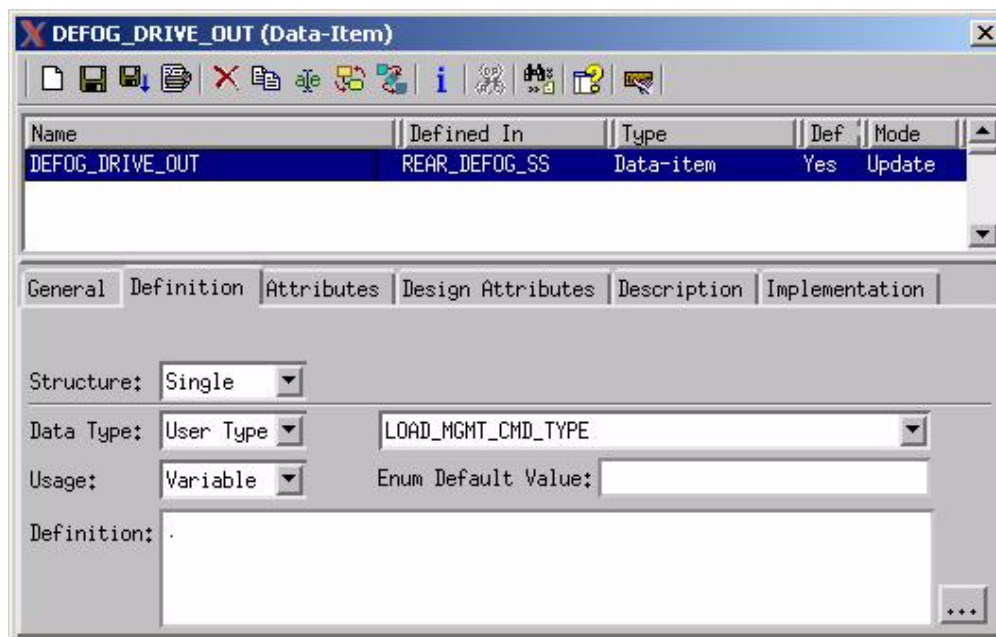 DEFOG_DRIVE_OUT (Data-Item)
Name Defined In Type Def Mode
DEFOG_DRIVE_OUT REAR_DEFOG_SS Data-item Yes Update
General Definition Attributes Design Attributes Description Implementation
Structure: Single
Data Type: User Type LOAD_MGMT_CMD_TYPE
Usage: Variable Enum Default Value:
Definition: .
...